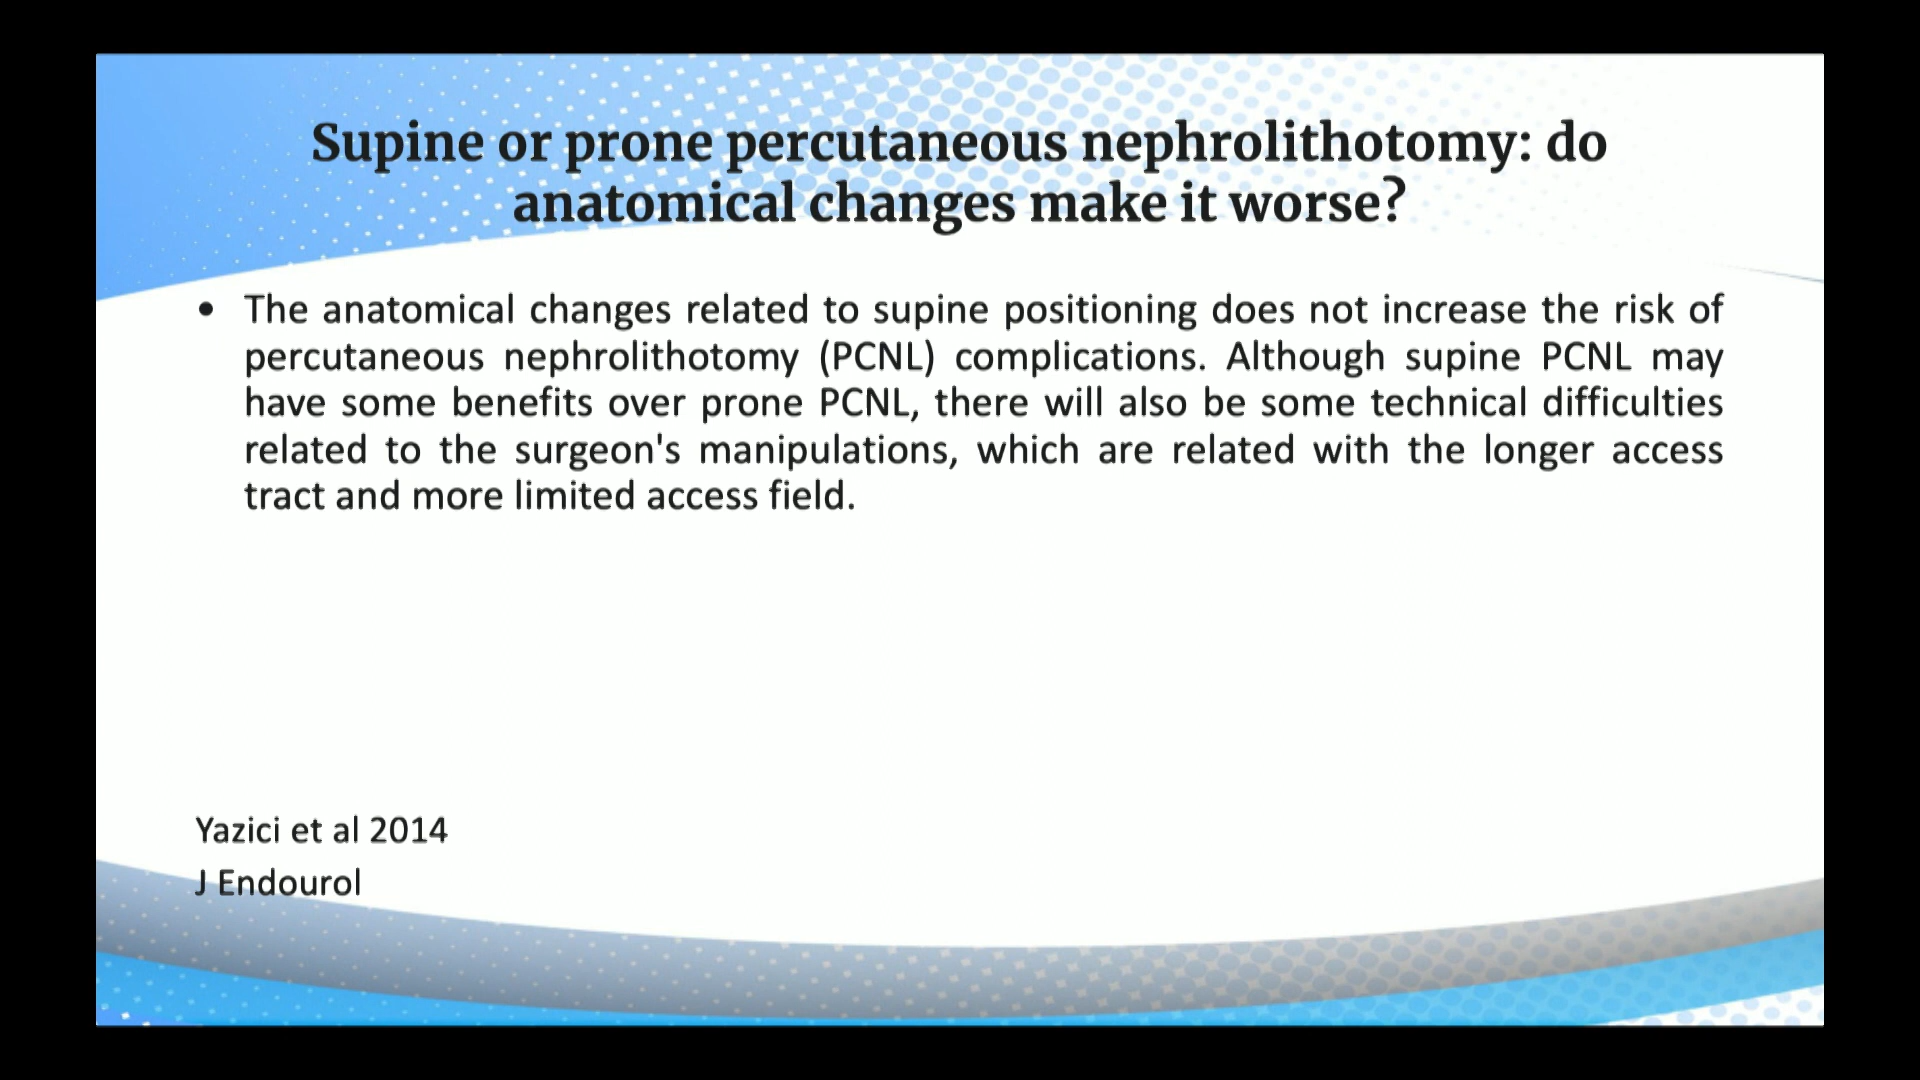 Supine or prone percutaneous nephrolithotomy: do
anatomical changes make it worse?
• The anatomical changes related to supine positioning does not increase the risk of
percutaneous nephrolithotomy (PCNL) complications. Although supine PCNL may
have some benefits over prone PCNL, there will also be some technical difficulties
related to the surgeon's manipulations, which are related with the longer access
tract and more limited access field.
Yazici et al 2014
J Endourol